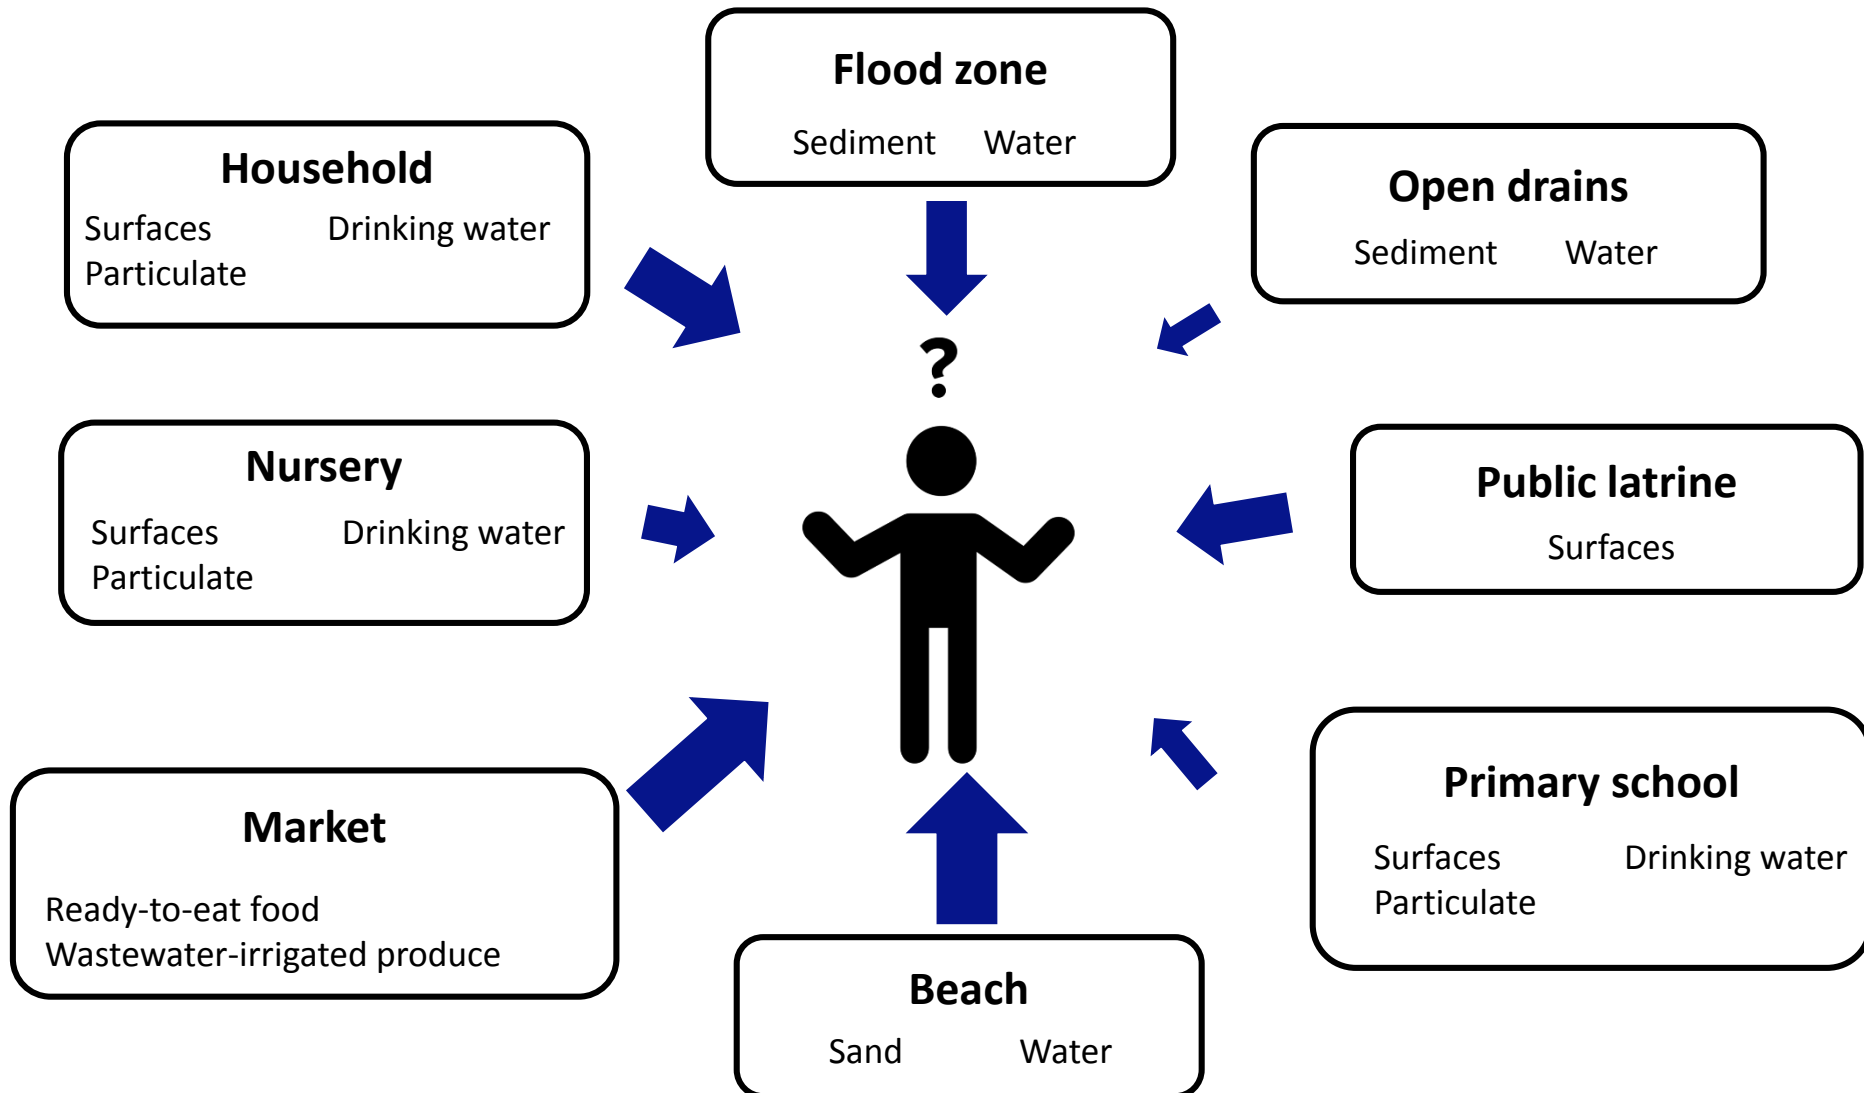 Flood zone
Sediment Water
Household
Surfaces Drinking water
Particulate
Open drains
Sediment Water
?
Nursery
Surfaces Drinking water
Particulate
Public latrine
Surfaces
Market
Ready-to-eat food
Wastewater-irrigated produce
Primary school
Surfaces Drinking water
Particulate
Beach
Sand Water